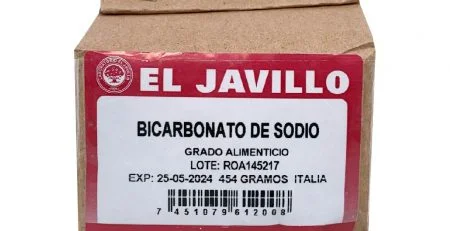 EL JAVILLO
BICARBONATO DE SODIO
GRADO ALIMENTICIO
LOTE: ROA145217
EXP: 25-05-2024 454 GRAMOS ITALIA
7 451079 612008